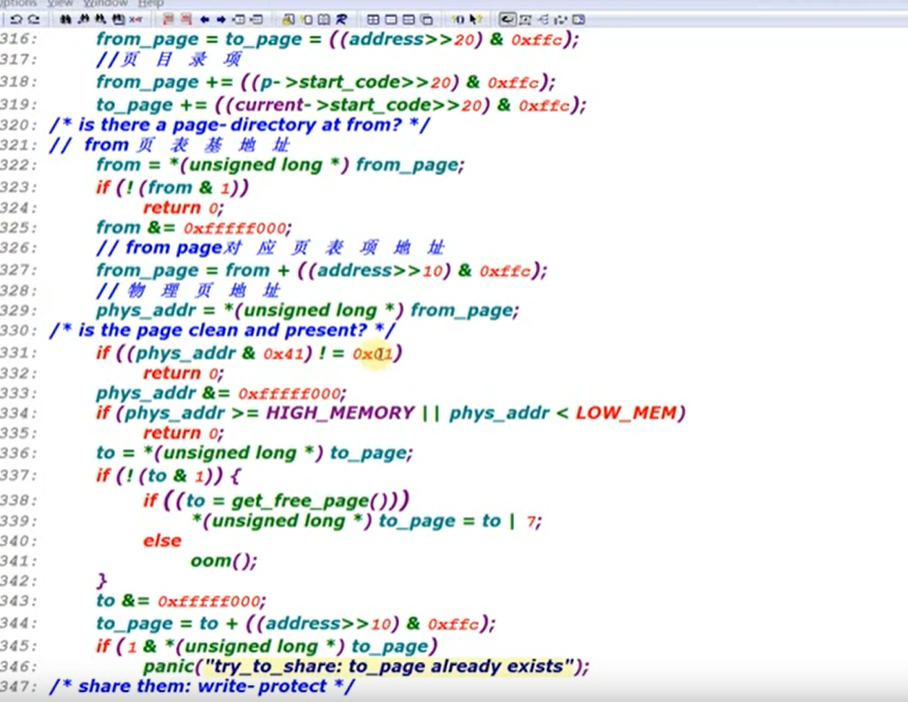 ptions View Window Help
316: from_page = to_page = ((address>>20) & 0xffc);
317: //页 目 录 项
318: from_page += ((p->start_code>>20) & 0xffc);
319: to_page += ((current->start_code>>20) & 0xffc);
320: /* is there a page-directory at from? */
321: // from 页 表 基 地 址
322: from = *(unsigned long *) from_page;
323: if (! (from & 1))
324: return 0;
325: from &= 0xfffff000;
326: // from page对 应 页 表 项 地 址
327: from_page = from + ((address>>10) & 0xffc);
328: // 物 理 页 地 址
329: phys_addr = *(unsigned long *) from_page;
330: /* is the page clean and present? */
331: if ((phys_addr & 0x41) != 0x01)
332: return 0;
333: phys_addr &= 0xfffff000;
334: if (phys_addr >= HIGH_MEMORY || phys_addr < LOW_MEM)
335: return 0;
336: to = *(unsigned long *) to_page;
337: if (! (to & 1)) {
338: if ((to = get_free_page()))
339: *(unsigned long *) to_page = to | 7;
340: else
341: oom();
342: }
343: to &= 0xfffff000;
344: to_page = to + ((address>>10) & 0xffc);
345: if (1 & *(unsigned long *) to_page)
346: panic("try_to_share: to_page already exists");
347: /* share them: write-protect */